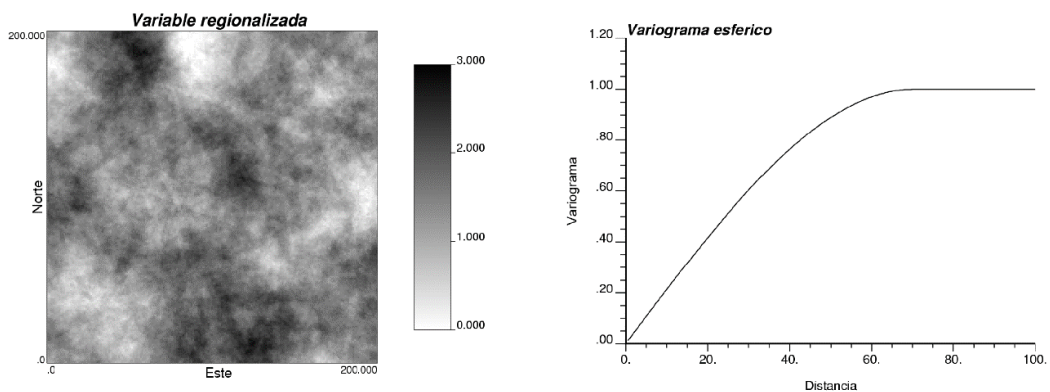 Variable regionalizada
200.000
Norte
.0
.0
Este
200.000
3.000
2.000
1.000
0.000
Variograma esferico
1.20
1.00
.80
.60
.40
.20
.00
Variograma
0. 20. 40. 60. 80. 100.
Distancia